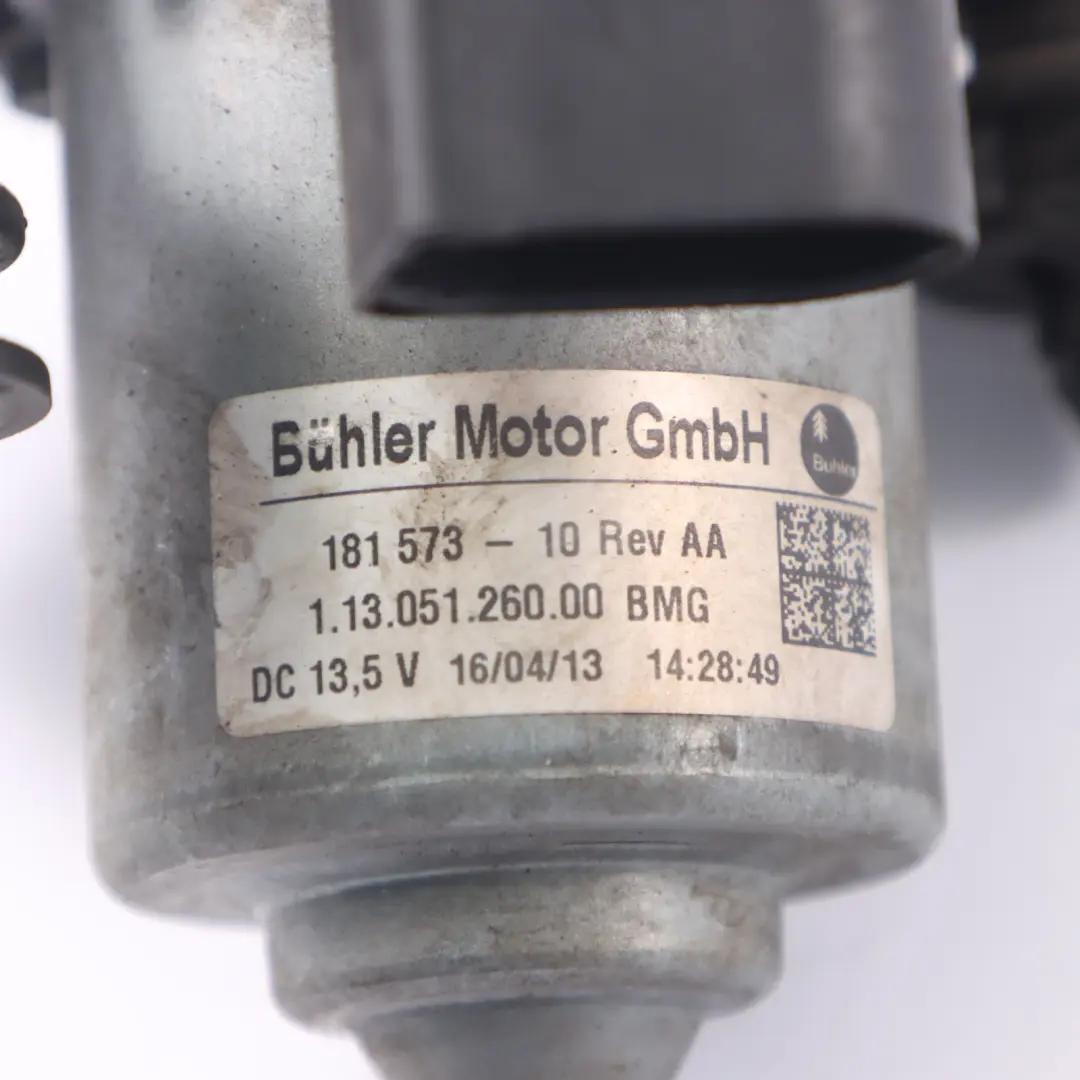 Bühler Motor GmbH
Bühler
181 573 – 10 Rev AA
1.13.051.260.00 BMG
DC 13,5 V 16/04/13 14:28:49